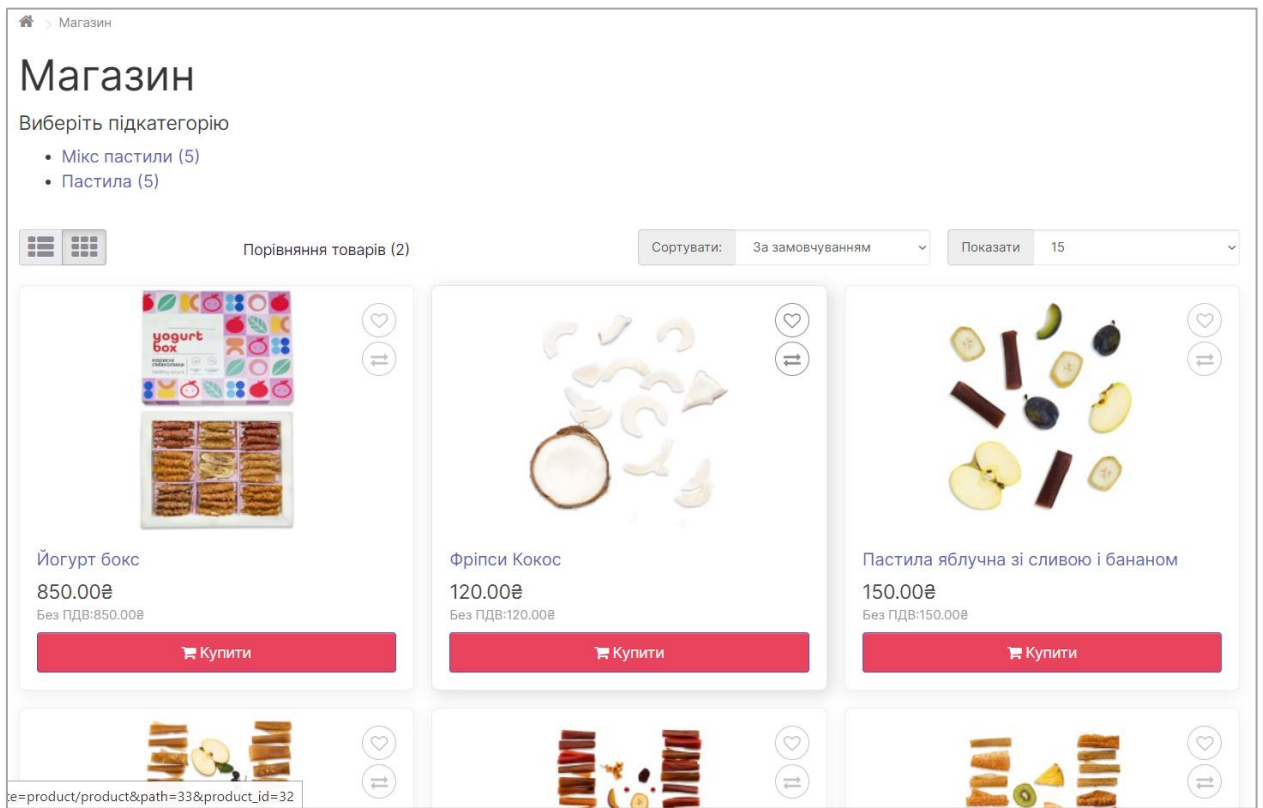 Магазин
Магазин
Виберіть підкатегорію
• Мікс пастили (5)
• Пастила (5)
Порівняння товарів (2)
Сортувати: За замовчуванням
Показати 15
yogurt
box
Йогурт бокс
850.00₴
Без ПДВ:850.00₴
Купити
Фріпси Кокос
120.00₴
Без ПДВ:120.00₴
Купити
Пастила яблучна зі сливою і бананом
150.00₴
Без ПДВ:150.00₴
Купити
te=product/product&path=33&product_id=32